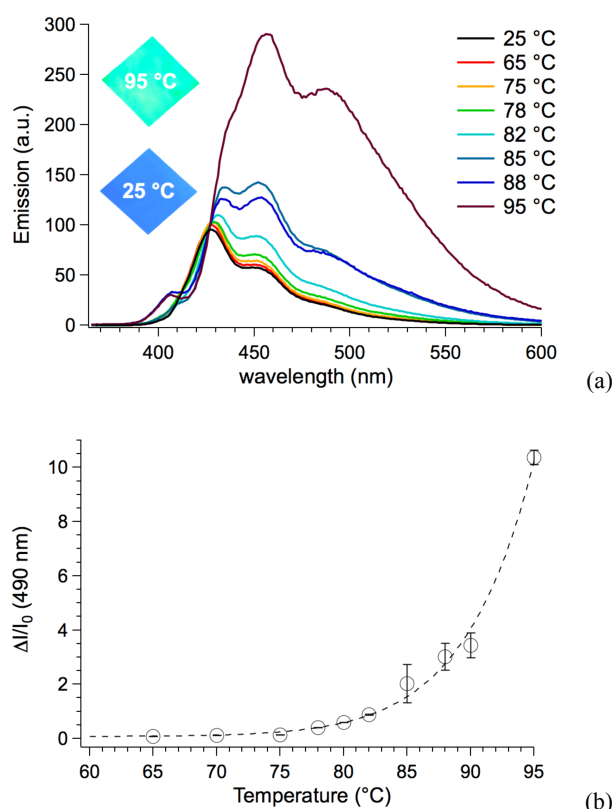 300
250
200
150
100
50
0
Emission (a.u.)
95 °C
25 °C
25 °C
65 °C
75 °C
78 °C
82 °C
85 °C
88 °C
95 °C
400 450 500 550 600
wavelength (nm)
(a)
10
8
6
4
2
0
ΔI/I₀ (490 nm)
60 65 70 75 80 85 90 95
Temperature (°C)
(b)